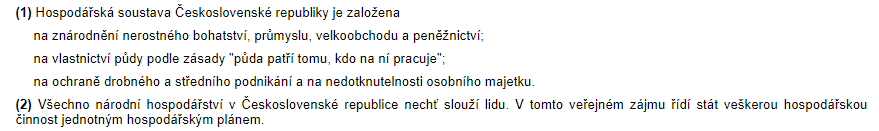 (1) Hospodářská soustava Československé republiky je založena
na znárodnění nerostného bohatství, průmyslu, velkoobchodu a peněžnictví;
na vlastnictví půdy podle zásady "půda patří tomu, kdo na ní pracuje";
na ochraně drobného a středního podnikání a na nedotknutelnosti osobního majetku.
(2) Všechno národní hospodářství v Československé republice nechť slouží lidu. V tomto veřejném zájmu řídí stát veškerou hospodářskou
činnost jednotným hospodářským plánem.